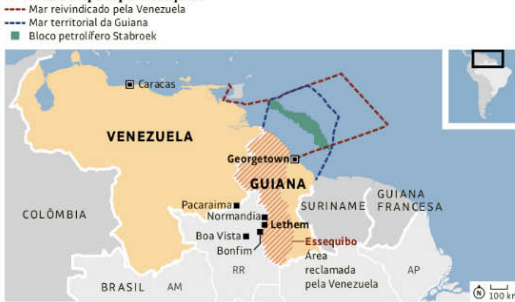 Mar reivindicado pela Venezuela
Mar territorial da Guiana
Bloco petrolífero Stabroek
Caracas
VENEZUELA
Georgetown
GUIANA
COLÔMBIA
Pacaraima
Normandia
Lethem
Boa Vista
Bonfim
SURINAME
GUIANA
FRANCESA
Essequibo
Área
reclamada
pela Venezuela
BRASIL
AM
RR
AP
N
100 km